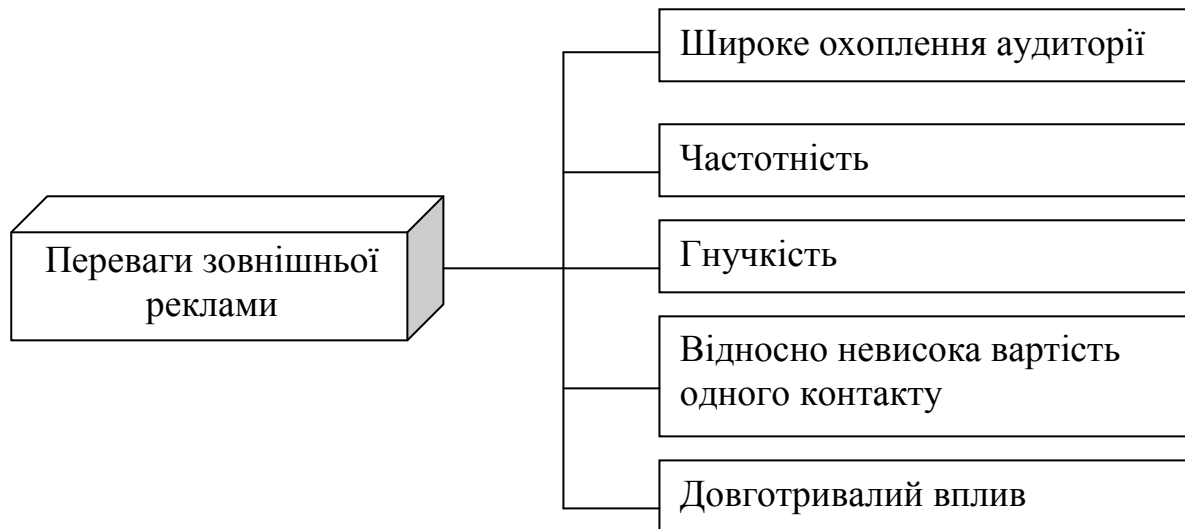 Переваги зовнішньої
реклами
Широке охоплення аудиторії
Частотність
Гнучкість
Відносно невисока вартість
одного контакту
Довготривалий вплив